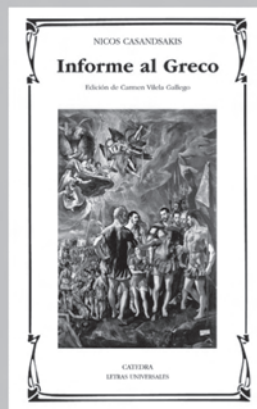 NICOS CASANDSAKIS
Informe al Greco
Edición de Carmen Vilela Gallego
CATEDRA
LETRAS UNIVERSALES